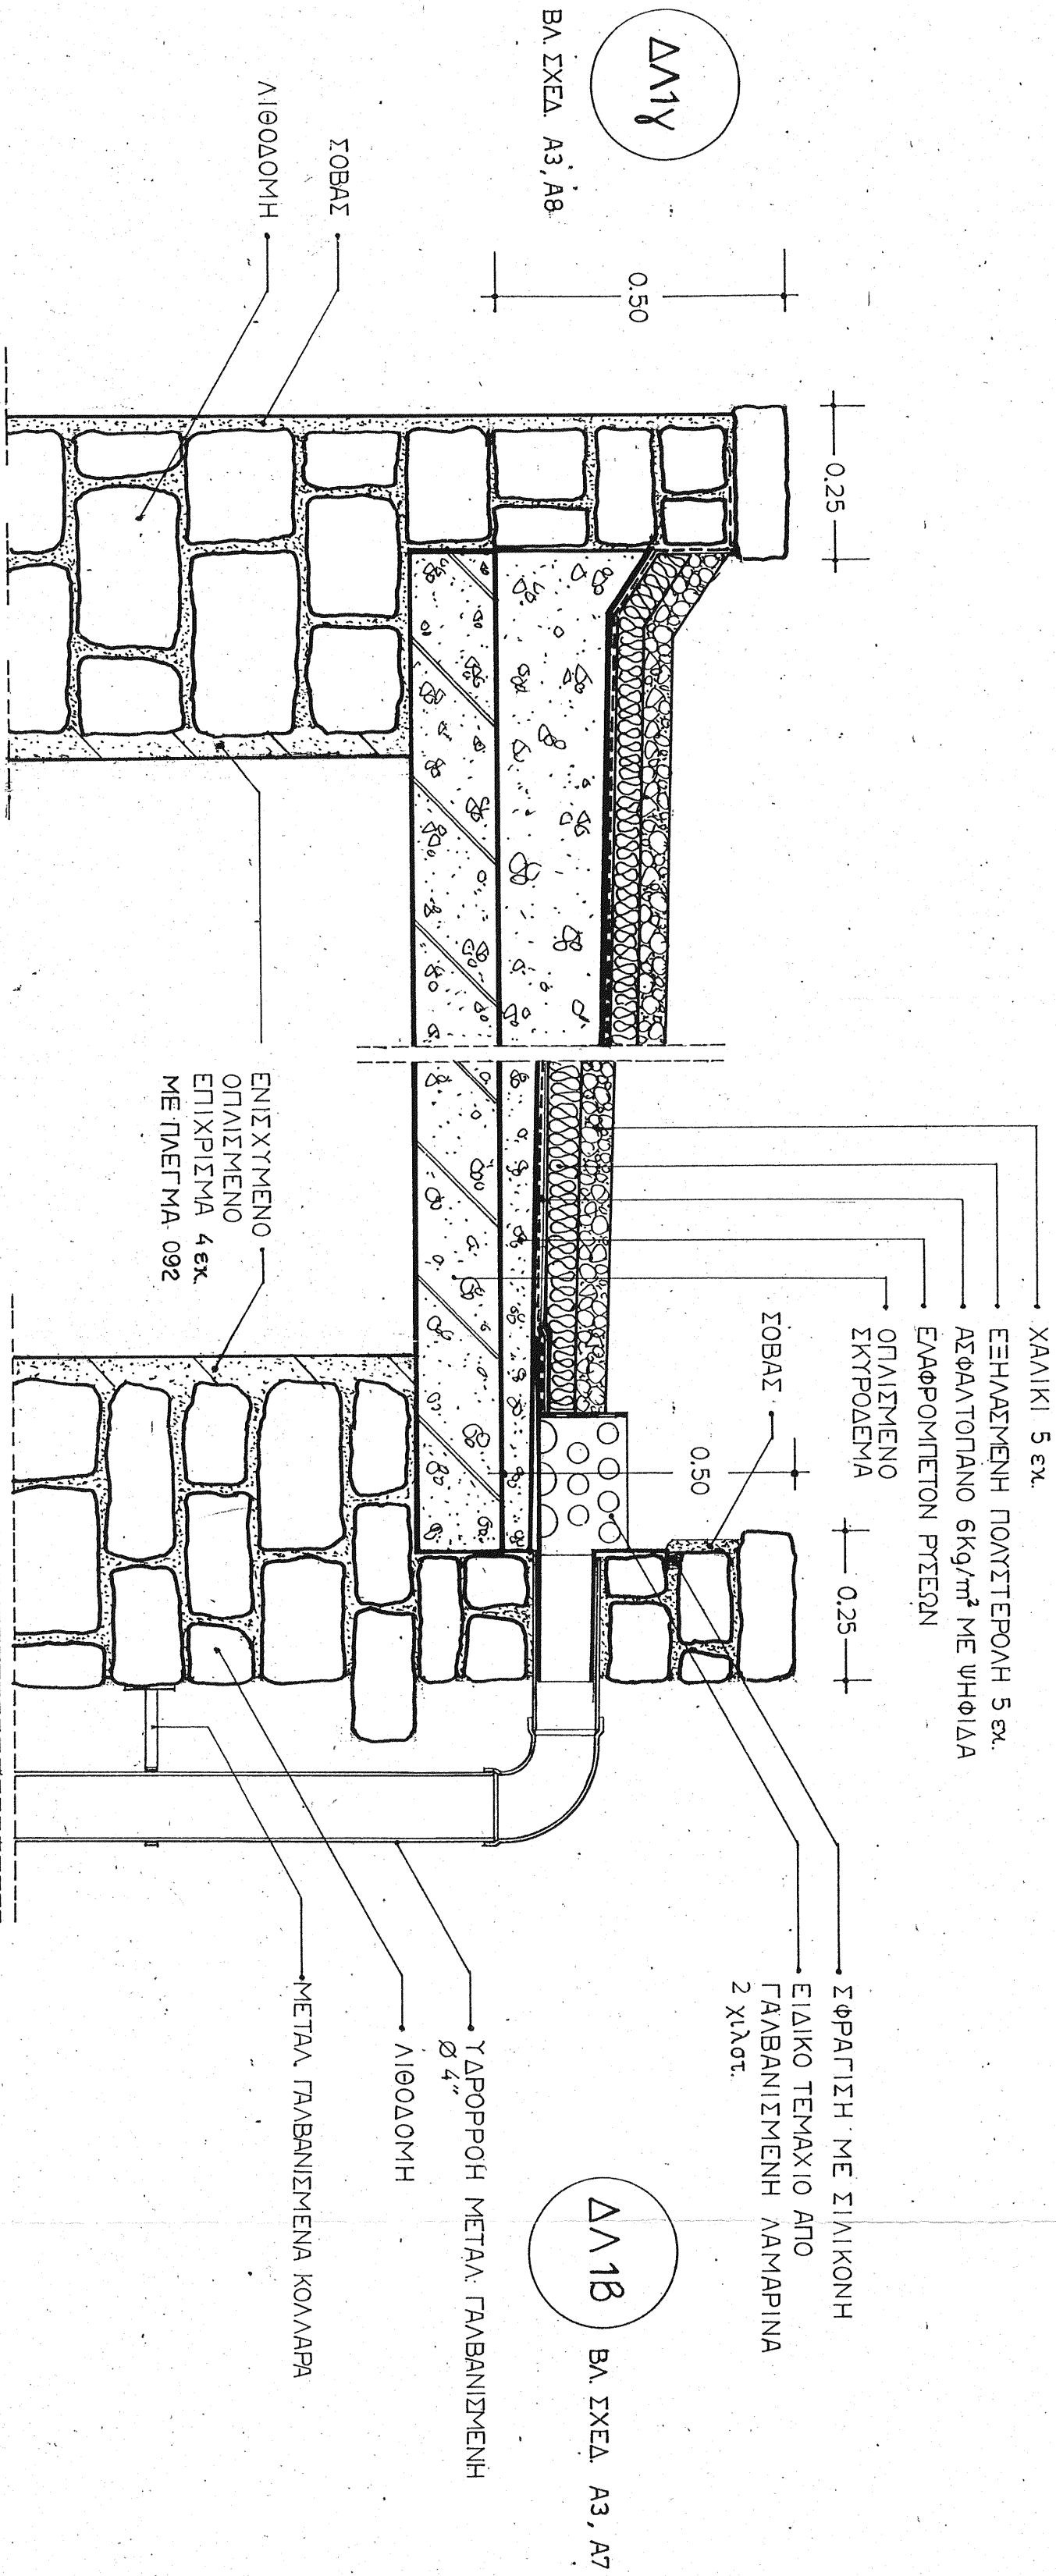 ΧΑΛΙΚΙ 5 εκ.
ΕΞΗΛΑΣΜΕΝΗ ΠΟΛΥΣΤΕΡΟΛΗ 5 εκ.
ΑΣΦΑΛΤΟΠΑΝΟ 6Kg/m² ΜΕ ΨΗΦΙΔΑ
ΕΛΑΦΡΟΜΠΕΤΟΝ ΡΥΣΕΩΝ
ΟΠΛΙΣΜΕΝΟ
ΣΚΥΡΟΔΕΜΑ
ΣΟΒΑΣ
0.25
0.25
0.50
0.50
ΔΛ1γ
ΒΛ. ΣΧΕΔ. Α3, Α8
ΣΟΒΑΣ
ΛΙΘΟΔΟΜΗ
ΕΝΙΣΧΥΜΕΝΟ
ΟΠΛΙΣΜΕΝΟ
ΕΠΙΧΡΙΣΜΑ 4εκ.
ΜΕ ΠΛΕΓΜΑ 092
ΣΦΡΑΓΙΣΗ ΜΕ ΣΙΛΙΚΟΝΗ
ΕΙΔΙΚΟ ΤΕΜΑΧΙΟ ΑΠΟ
ΓΑΛΒΑΝΙΣΜΕΝΗ ΛΑΜΑΡΙΝΑ
2 χιλστ.
ΔΛ1Β
ΒΛ. ΣΧΕΔ. Α3, Α7
ΥΔΡΟΡΡΟΗ ΜΕΤΑΛ. ΓΑΛΒΑΝΙΣΜΕΝΗ
Ø 4"
ΛΙΘΟΔΟΜΗ
ΜΕΤΑΛ. ΓΑΛΒΑΝΙΣΜΕΝΑ ΚΟΛΛΑΡΑ